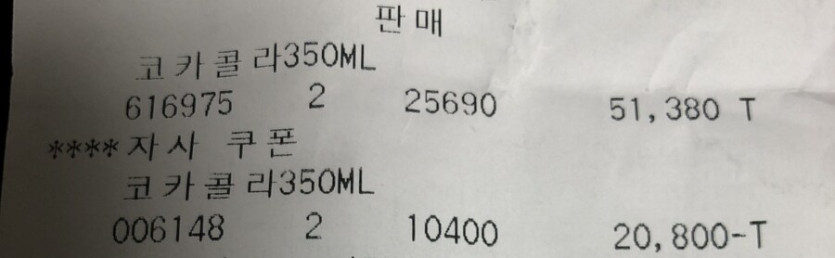 판매
코카콜라350ML
616975 2 25690 51,380 T
****자사 쿠폰
코카콜라350ML
006148 2 10400 20,800-T